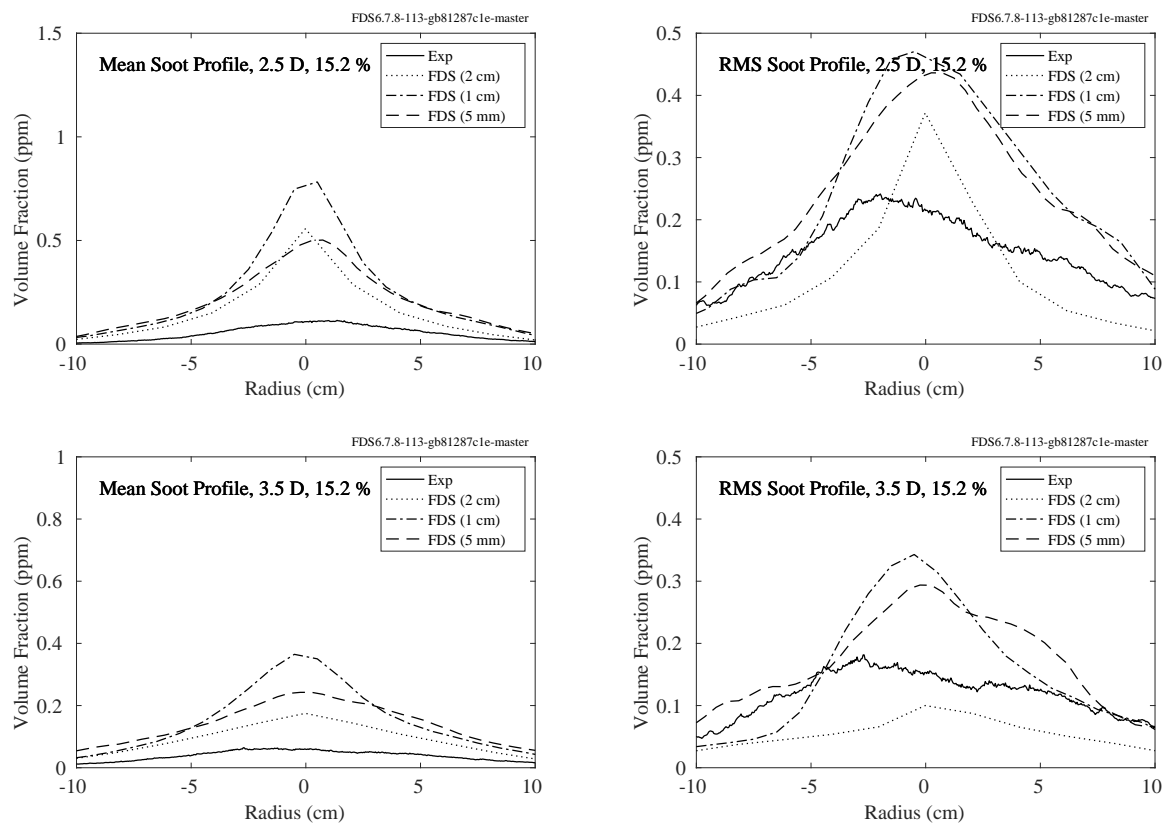 FDS6.7.8-113-gb81287c1e-master
Mean Soot Profile, 2.5 D, 15.2 %
Exp
FDS (2 cm)
FDS (1 cm)
FDS (5 mm)
1.5
1
0.5
0
Volume Fraction (ppm)
-10
-5
0
5
10
Radius (cm)
FDS6.7.8-113-gb81287c1e-master
RMS Soot Profile, 2.5 D, 15.2 %
Exp
FDS (2 cm)
FDS (1 cm)
FDS (5 mm)
0.5
0.4
0.3
0.2
0.1
0
Volume Fraction (ppm)
-10
-5
0
5
10
Radius (cm)
FDS6.7.8-113-gb81287c1e-master
Mean Soot Profile, 3.5 D, 15.2 %
Exp
FDS (2 cm)
FDS (1 cm)
FDS (5 mm)
1
0.8
0.6
0.4
0.2
0
Volume Fraction (ppm)
-10
-5
0
5
10
Radius (cm)
FDS6.7.8-113-gb81287c1e-master
RMS Soot Profile, 3.5 D, 15.2 %
Exp
FDS (2 cm)
FDS (1 cm)
FDS (5 mm)
0.5
0.4
0.3
0.2
0.1
0
Volume Fraction (ppm)
-10
-5
0
5
10
Radius (cm)